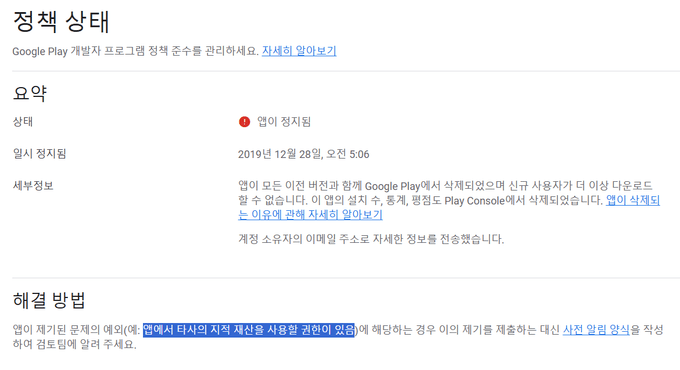 정책 상태
Google Play 개발자 프로그램 정책 준수를 관리하세요. 자세히 알아보기
요약
상태
앱이 정지됨
일시 정지됨
2019년 12월 28일, 오전 5:06
세부정보
앱이 모든 이전 버전과 함께 Google Play에서 삭제되었으며 신규 사용자가 더 이상 다운로드
할 수 없습니다. 이 앱의 설치 수, 통계, 평점도 Play Console에서 삭제되었습니다. 앱이 삭제되
는 이유에 관해 자세히 알아보기
계정 소유자의 이메일 주소로 자세한 정보를 전송했습니다.
해결 방법
앱이 제기된 문제의 예외(예: 앱에서 타사의 지적 재산을 사용할 권한이 있음)에 해당하는 경우 이의 제기를 제출하는 대신 사전 알림 양식을 작성
하여 검토팀에 알려 주세요.